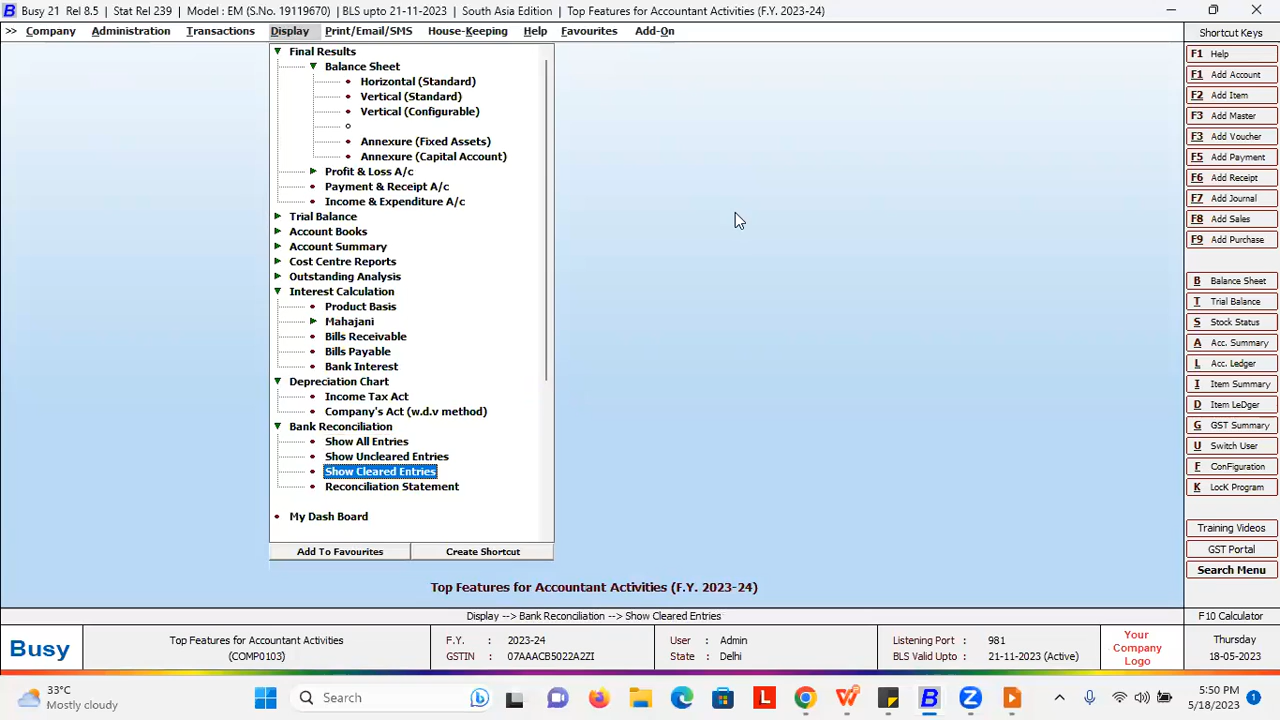 Busy 21 | Rel 8.5 | Stat Rel 239 | Model : EM (S.No. 19119670) | BLS upto 21-11-2023 | South Asia Edition | Top Features for Accountant Activities (F.Y. 2023-24)
>> Company Administration Transactions Display Print/Email/SMS House-Keeping Help Favourites Add-On
Final Results
Balance Sheet
Horizontal (Standard)
Vertical (Standard)
Vertical (Configurable)
Annexure (Fixed Assets)
Annexure (Capital Account)
Profit & Loss A/c
Payment & Receipt A/c
Income & Expenditure A/c
Trial Balance
Account Books
Account Summary
Cost Centre Reports
Outstanding Analysis
Interest Calculation
Product Basis
Mahajani
Bills Receivable
Bills Payable
Bank Interest
Depreciation Chart
Income Tax Act
Company's Act (w.d.v method)
Bank Reconciliation
Show All Entries
Show Uncleared Entries
Show Cleared Entries
Reconciliation Statement
My Dash Board
Add To Favourites Create Shortcut
Shortcut Keys
F1 Help
F1 Add Account
F2 Add Item
F3 Add Master
F3 Add Voucher
F5 Add Payment
F6 Add Receipt
F7 Add Journal
F8 Add Sales
F9 Add Purchase
B Balance Sheet
T Trial Balance
S Stock Status
A Acc. Summary
L Acc. Ledger
I Item Summary
D Item LeDger
G GST Summary
U Switch User
F ConFiguration
K LocK Program
Training Videos
GST Portal
Search Menu
Top Features for Accountant Activities (F.Y. 2023-24)
Display --> Bank Reconciliation --> Show Cleared Entries
F10 Calculator
Busy
Top Features for Accountant Activities
(COMP0103)
F.Y. : 2023-24
GSTIN : 07AAACB5022A2ZI
User : Admin
State : Delhi
Listening Port : 981
BLS Valid Upto : 21-11-2023 (Active)
Your
Company
Logo
Thursday
18-05-2023
33°C
Mostly cloudy
Search
5:50 PM
5/18/2023
1